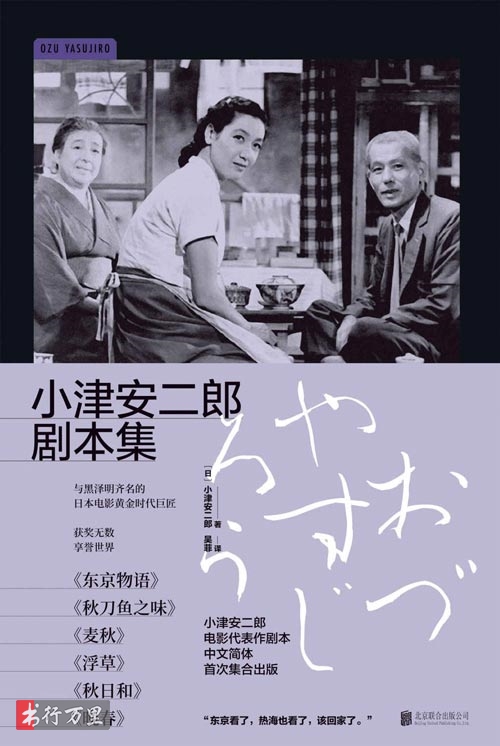 OZU YASUJIRO
小津安二郎
剧本集
与黑泽明齐名的
日本电影黄金时代巨匠
获奖无数
享誉世界
《东京物语》
《秋刀鱼之味》
《麦秋》
《浮草》
《秋日和》
春》
书行万里
〔日〕小津安二郎 著
吴菲 译
おづ
やすじ
ろう
小津安二郎
电影代表作剧本
中文简体
首次集合出版
“东京看了，热海也看了，该回家了。”
北京联合出版公司
Beijing United Publishing Co.,Ltd.